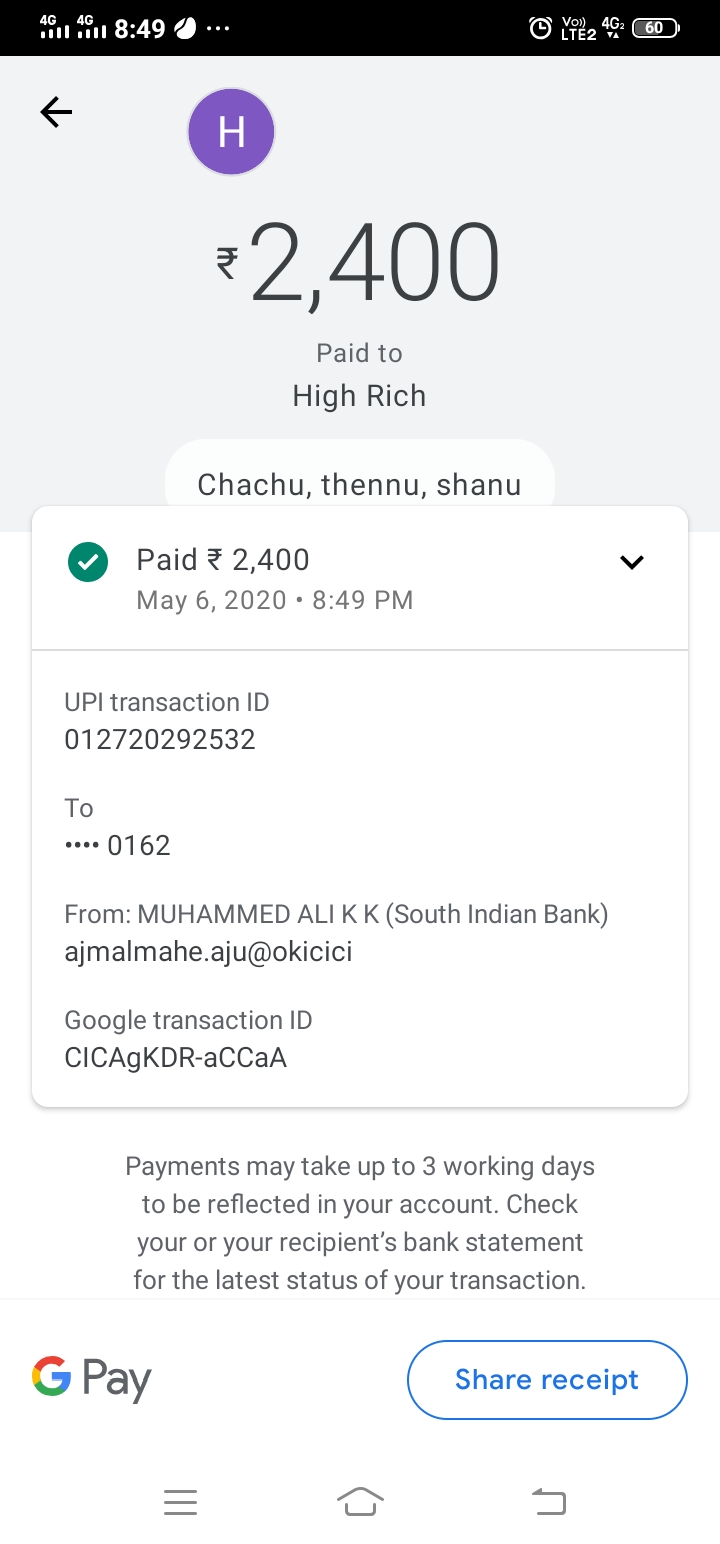 4G 4G 8:49 ... Vo)) LTE2 4G2 60
H
₹2,400
Paid to
High Rich
Chachu, thennu, shanu
Paid ₹ 2,400
May 6, 2020 • 8:49 PM
UPI transaction ID
012720292532
To
•••• 0162
From: MUHAMMED ALI K K (South Indian Bank)
ajmalmahe.aju@okicici
Google transaction ID
CICAgKDR-aCCaA
Payments may take up to 3 working days
to be reflected in your account. Check
your or your recipient’s bank statement
for the latest status of your transaction.
G Pay
Share receipt